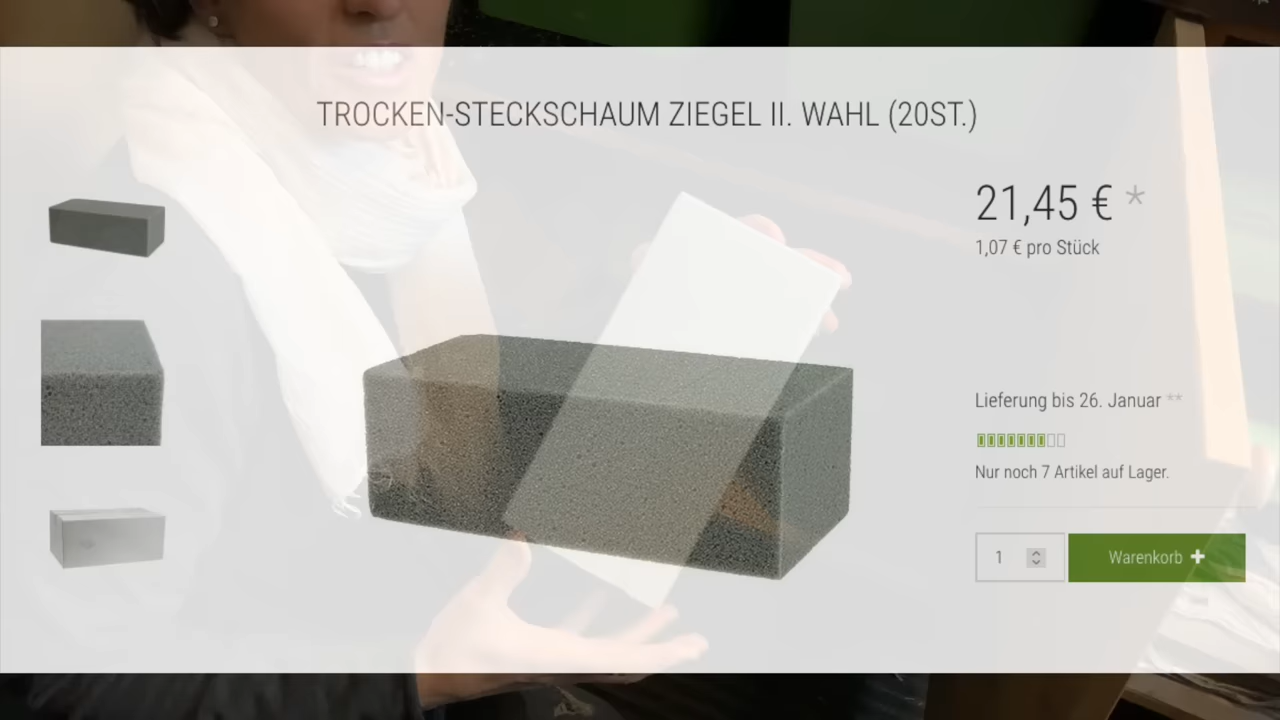 TROCKEN-STECKSCHAUM ZIEGEL II. WAHL (20ST.)
21,45 € *
1,07 € pro Stück
Lieferung bis 26. Januar **
Nur noch 7 Artikel auf Lager.
1
Warenkorb +